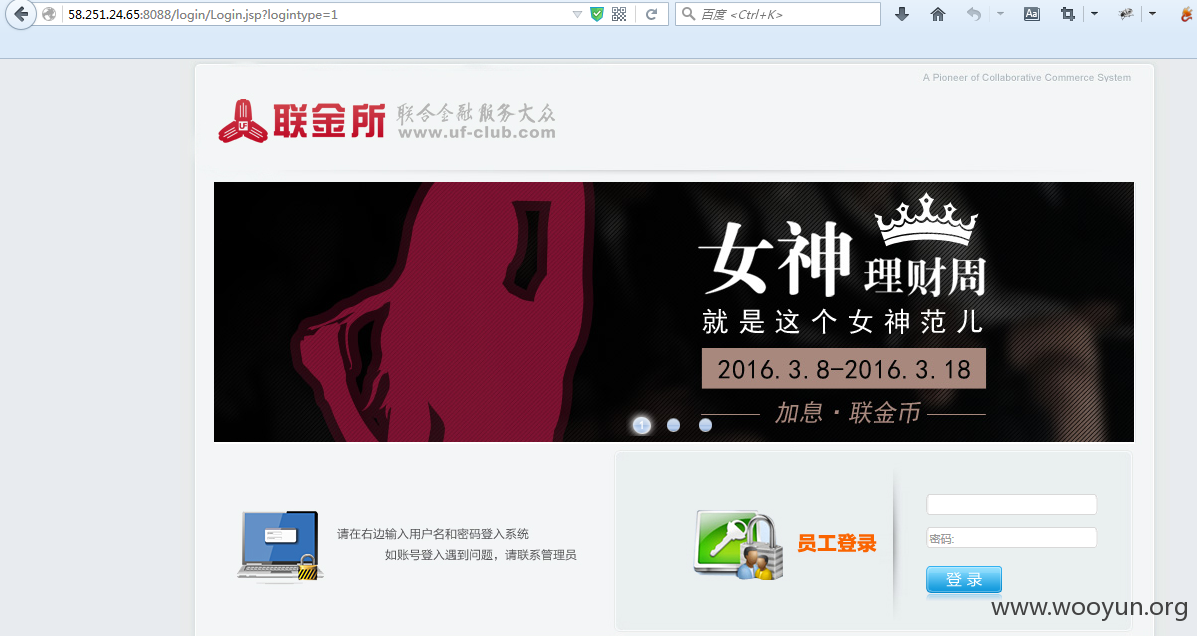 58.251.24.65:8088/login/Login.jsp?logintype=1
百度 <Ctrl+K>
Aa
A Pioneer of Collaborative Commerce System
UF
联金所 联合金融服务大众
www.uf-club.com
女神理财周
就是这个女神范儿
2016.3.8-2016.3.18
加息·联金币
1
请在右边输入用户名和密码登入系统
如账号登入遇到问题，请联系管理员
员工登录
密码:
登 录
www.wooyun.org